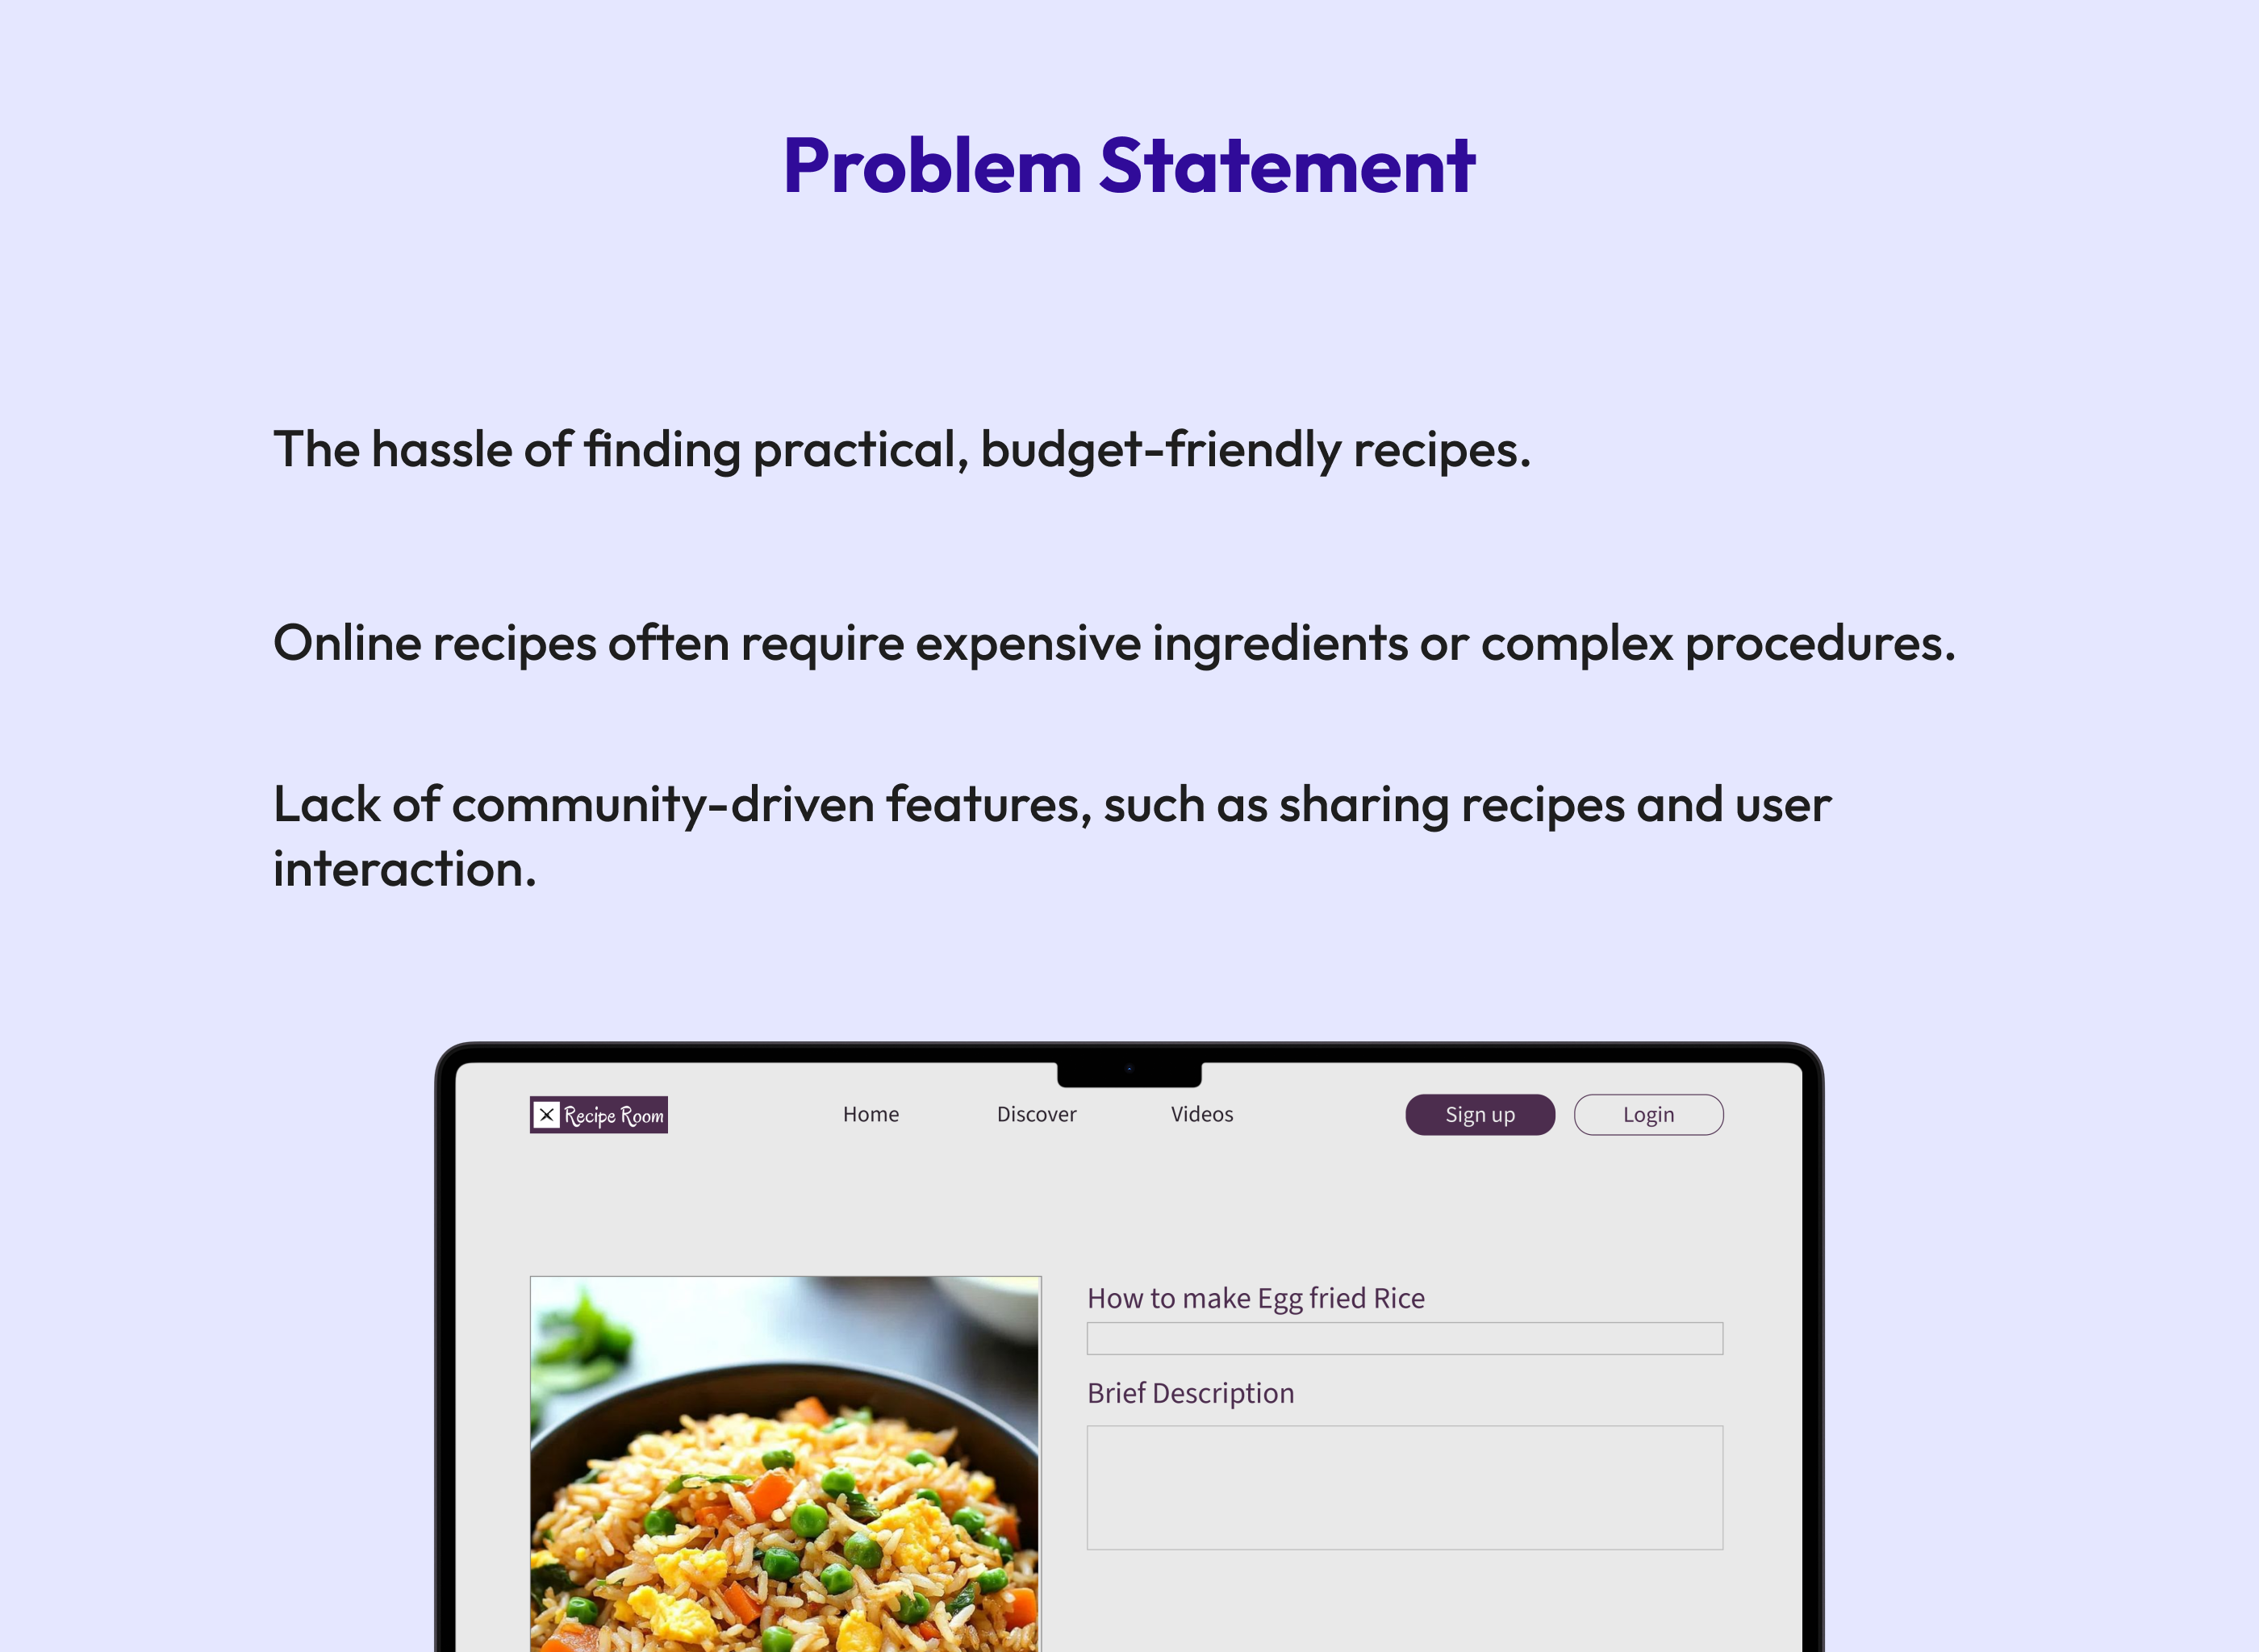 Problem Statement
The hassle of finding practical, budget-friendly recipes.
Online recipes often require expensive ingredients or complex procedures.
Lack of community-driven features, such as sharing recipes and user
interaction.
Recipe Room
Home
Discover
Videos
Sign up
Login
How to make Egg fried Rice
Brief Description